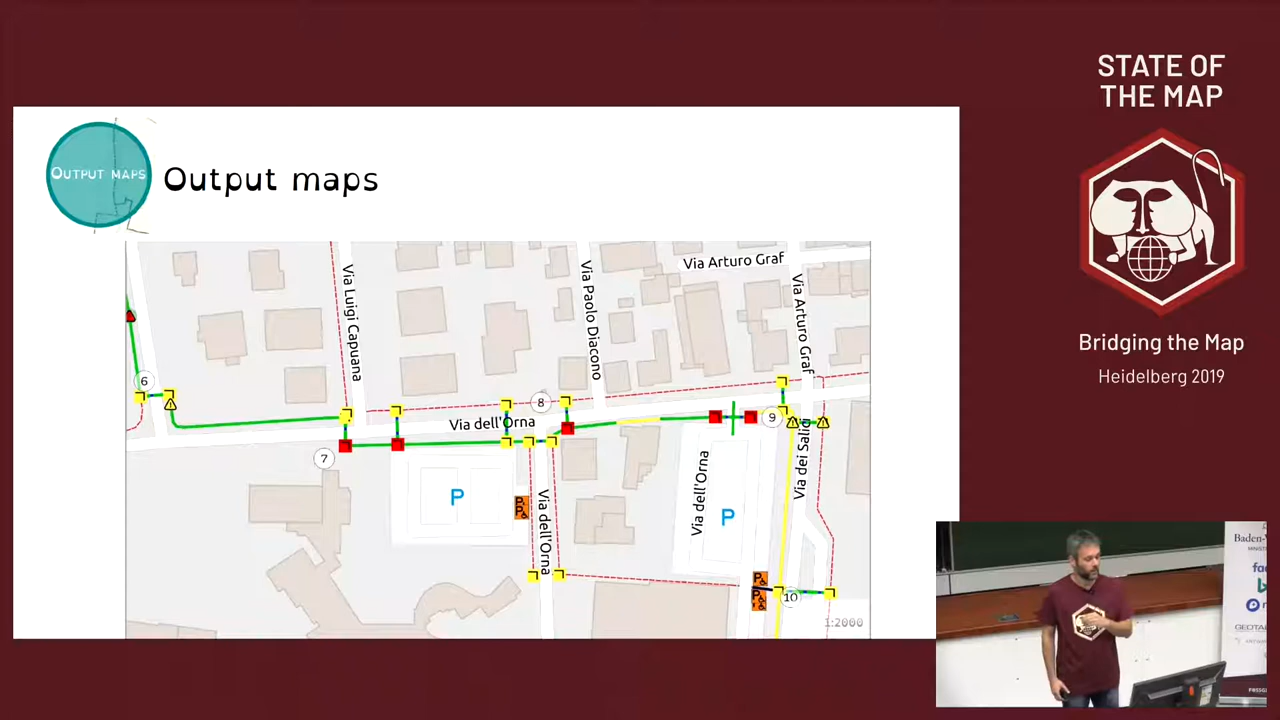 STATE OF
THE MAP
OUTPUT MAPS
Output maps
Via Arturo Graf
Via Luigi Capuana
Via Paolo Diacono
Via Arturo Graf
6
8
Via dell'Orna
9
7
Via dei Salici
Via dell'Orna
P
P
Via dell'Orna
10
1:2000
Bridging the Map
Heidelberg 2019
Baden-